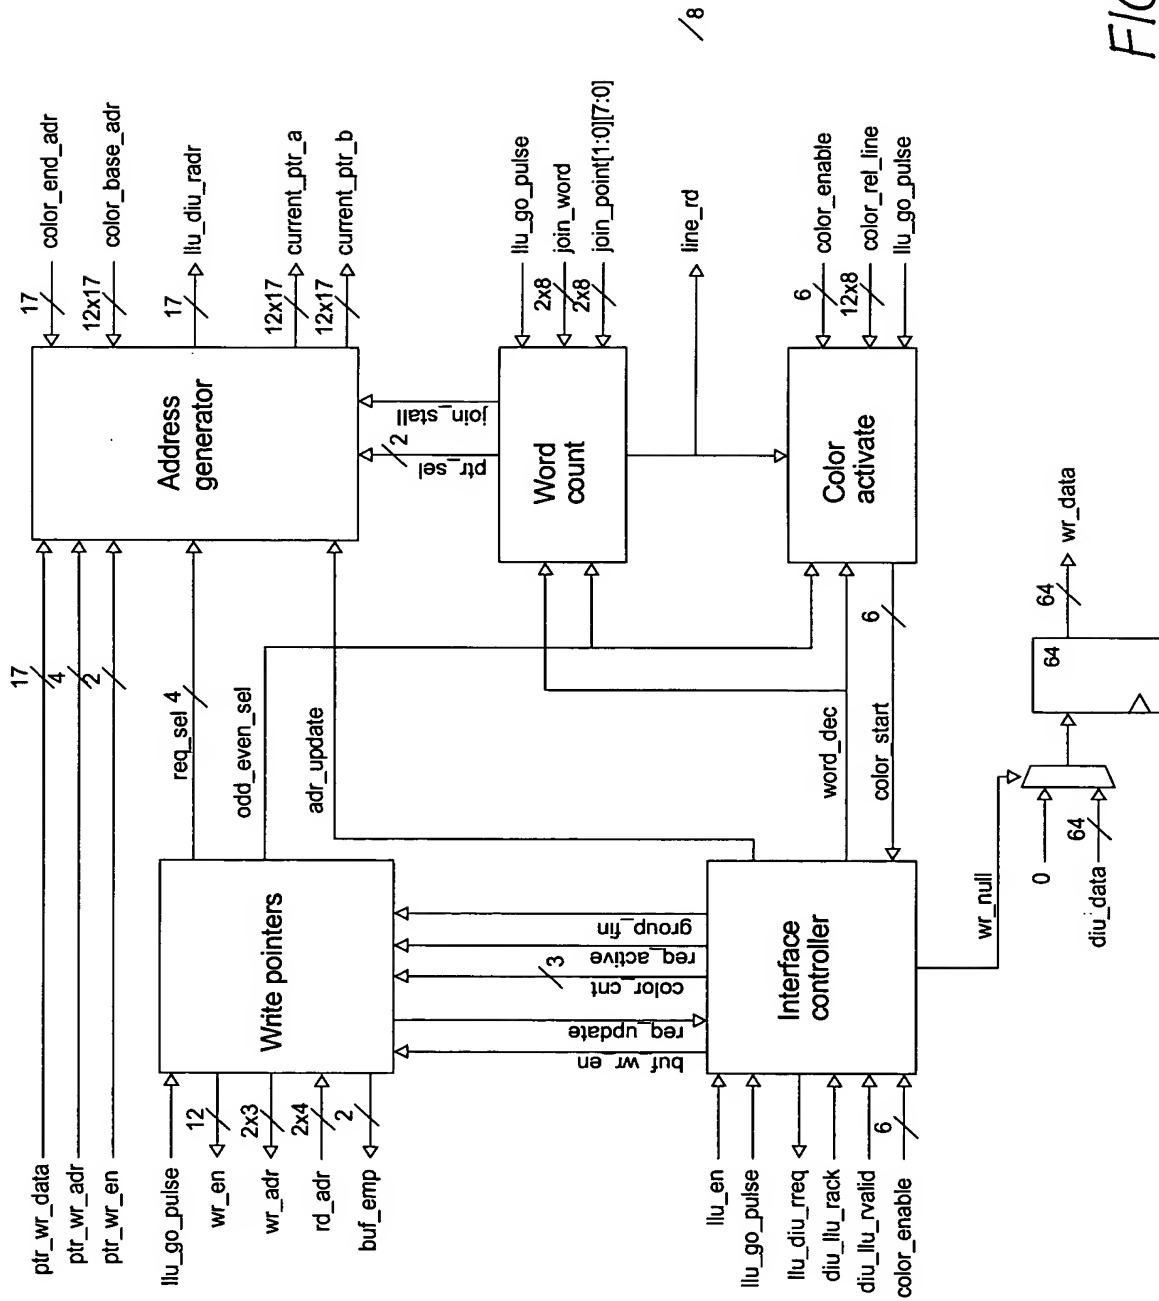 ptr_wr_data
17
ptr_wr_adr
4
ptr_wr_en
2
llu_go_pulse
wr_en
12
wr_adr
2x3
rd_adr
2x4
buf_emp
2
Write pointers
req_sel
4
odd_even_sel
adr_update
Address
generator
17
color_end_adr
12x17
color_base_adr
17
llu_diu_radr
12x17
current_ptr_a
12x17
current_ptr_b
buf_wr_en
req_update
color_cnt
3
req_active
group_fin
ptr_sel
2
join_stall
Word
count
llu_go_pulse
2x8
join_word
2x8
join_point[1:0][7:0]
line_rd
llu_en
llu_go_pulse
llu_diu_rreq
diu_llu_rack
diu_llu_rvalid
color_enable
6
Interface
controller
word_dec
color_start
6
Color
activate
6
color_enable
12x8
color_rel_line
llu_go_pulse
wr_null
0
diu_data
64
64
64
wr_data
8
FIG